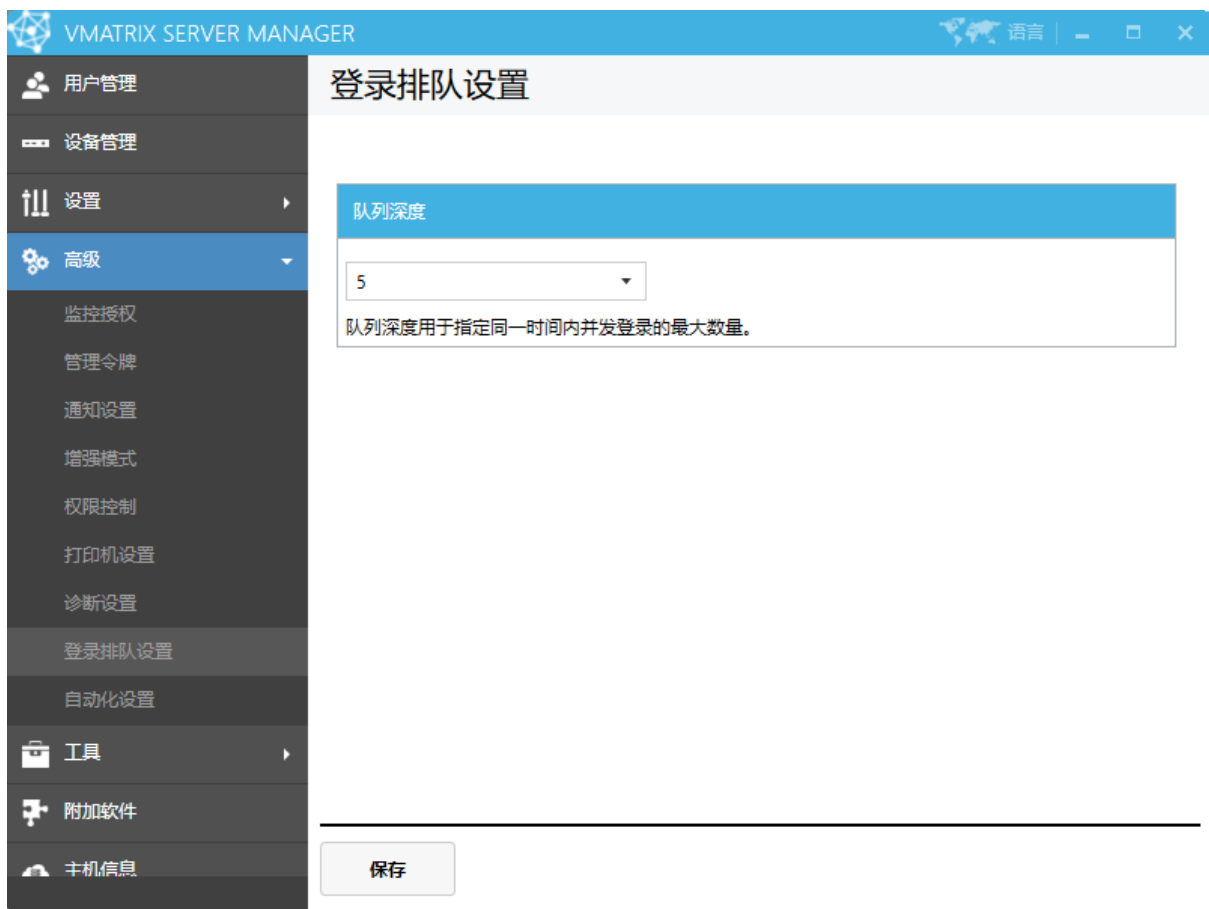 VMATRIX SERVER MANAGER
语言
用户管理
设备管理
设置
高级
监控授权
管理令牌
通知设置
增强模式
权限控制
打印机设置
诊断设置
登录排队设置
自动化设置
工具
附加软件
主机信息
登录排队设置
队列深度
5
队列深度用于指定同一时间内并发登录的最大数量。
保存